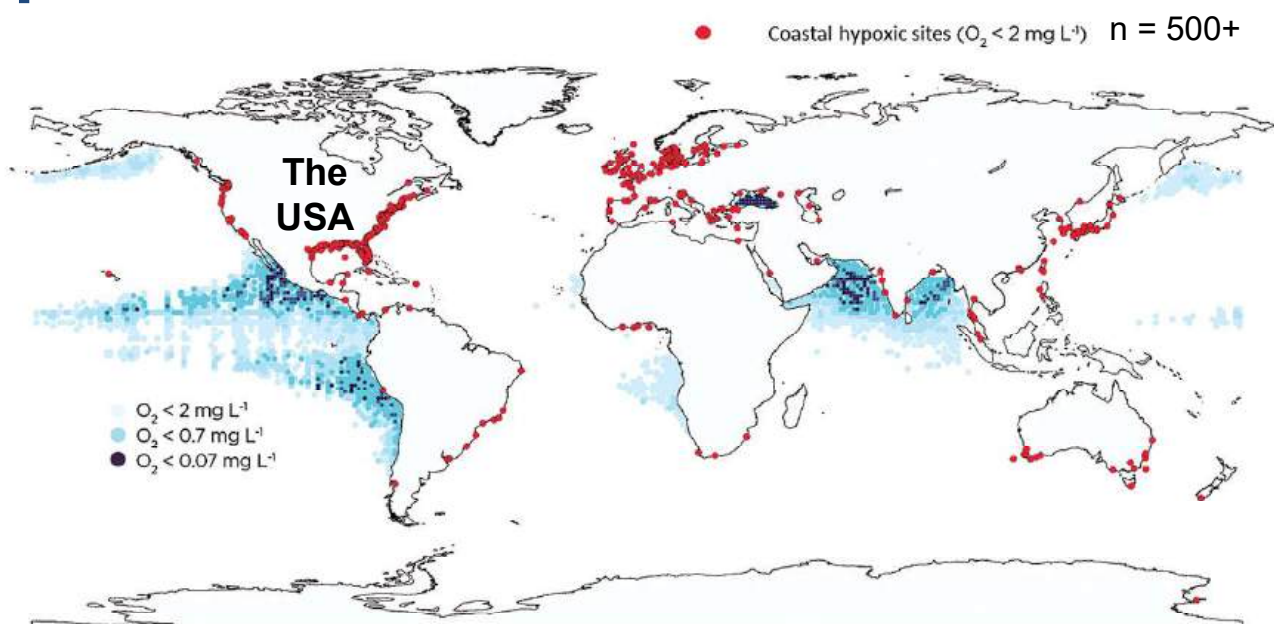 Coastal hypoxic sites (O₂ < 2 mg L⁻¹) n = 500+
The
USA
O₂ < 2 mg L⁻¹
O₂ < 0.7 mg L⁻¹
O₂ < 0.07 mg L⁻¹